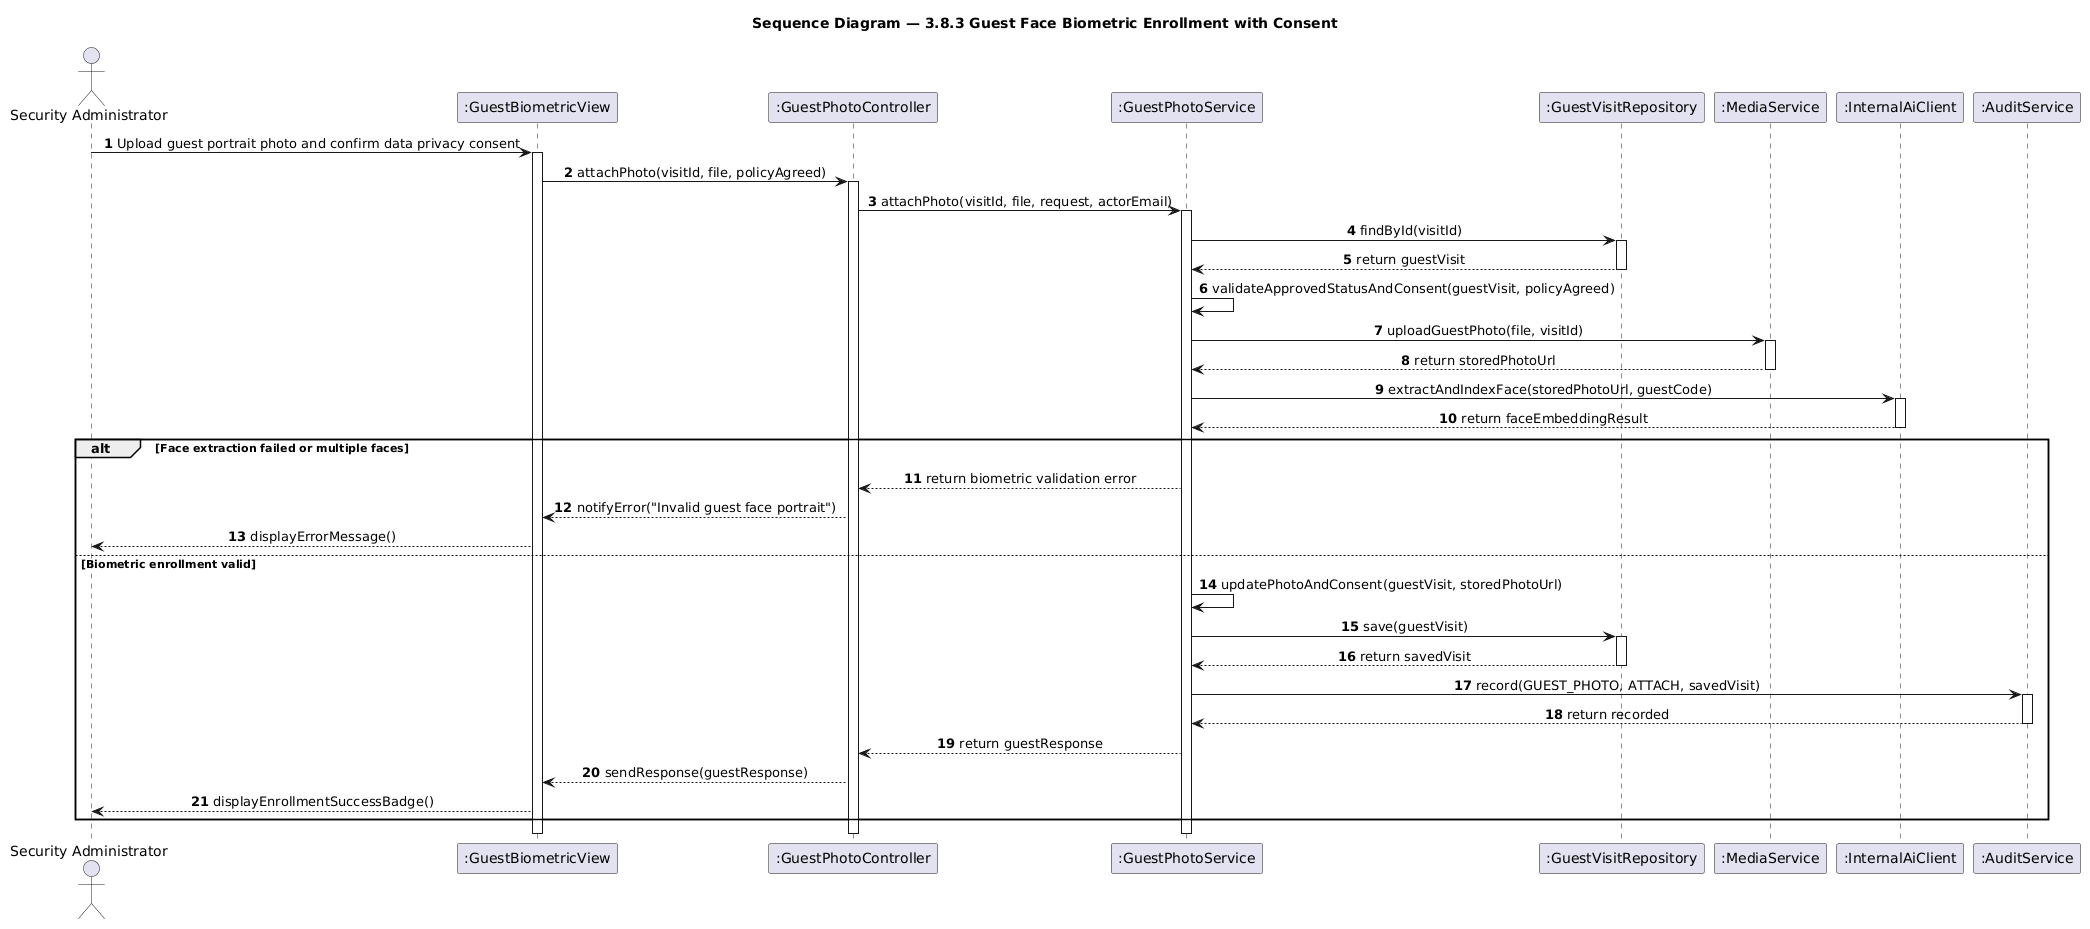 Sequence Diagram — 3.8.3 Guest Face Biometric Enrollment with Consent
Security Administrator
:GuestBiometricView
:GuestPhotoController
:GuestPhotoService
:GuestVisitRepository
:MediaService
:InternalAiClient
:AuditService
1 Upload guest portrait photo and confirm data privacy consent
2 attachPhoto(visitId, file, policyAgreed)
3 attachPhoto(visitId, file, request, actorEmail)
4 findById(visitId)
5 return guestVisit
6 validateApprovedStatusAndConsent(guestVisit, policyAgreed)
7 uploadGuestPhoto(file, visitId)
8 return storedPhotoUrl
9 extractAndIndexFace(storedPhotoUrl, guestCode)
10 return faceEmbeddingResult
alt [Face extraction failed or multiple faces]
11 return biometric validation error
12 notifyError("Invalid guest face portrait")
13 displayErrorMessage()
[Biometric enrollment valid]
14 updatePhotoAndConsent(guestVisit, storedPhotoUrl)
15 save(guestVisit)
16 return savedVisit
17 record(GUEST_PHOTO, ATTACH, savedVisit)
18 return recorded
19 return guestResponse
20 sendResponse(guestResponse)
21 displayEnrollmentSuccessBadge()
Security Administrator
:GuestBiometricView
:GuestPhotoController
:GuestPhotoService
:GuestVisitRepository
:MediaService
:InternalAiClient
:AuditService